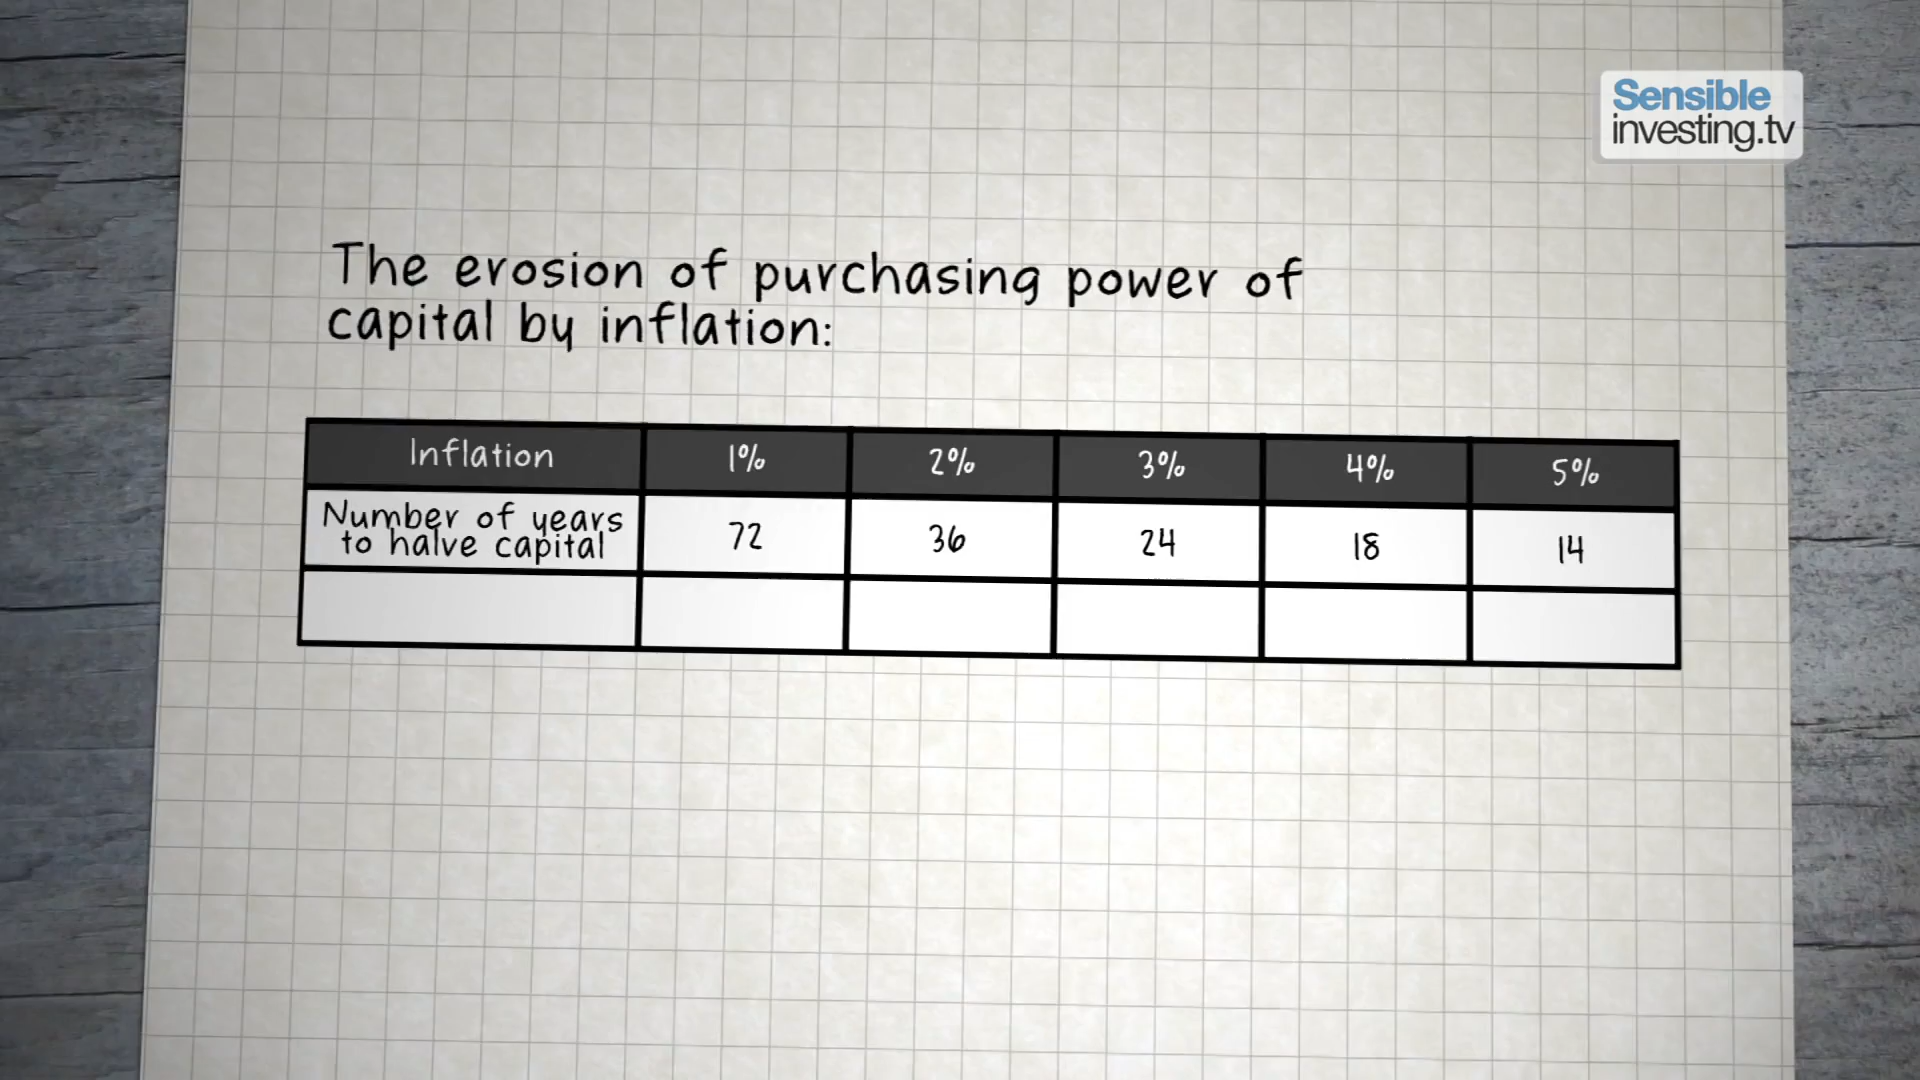 Sensible
investing.tv
The erosion of purchasing power of
capital by inflation:
Inflation 1% 2% 3% 4% 5%
Number of years
to halve capital 72 36 24 18 14